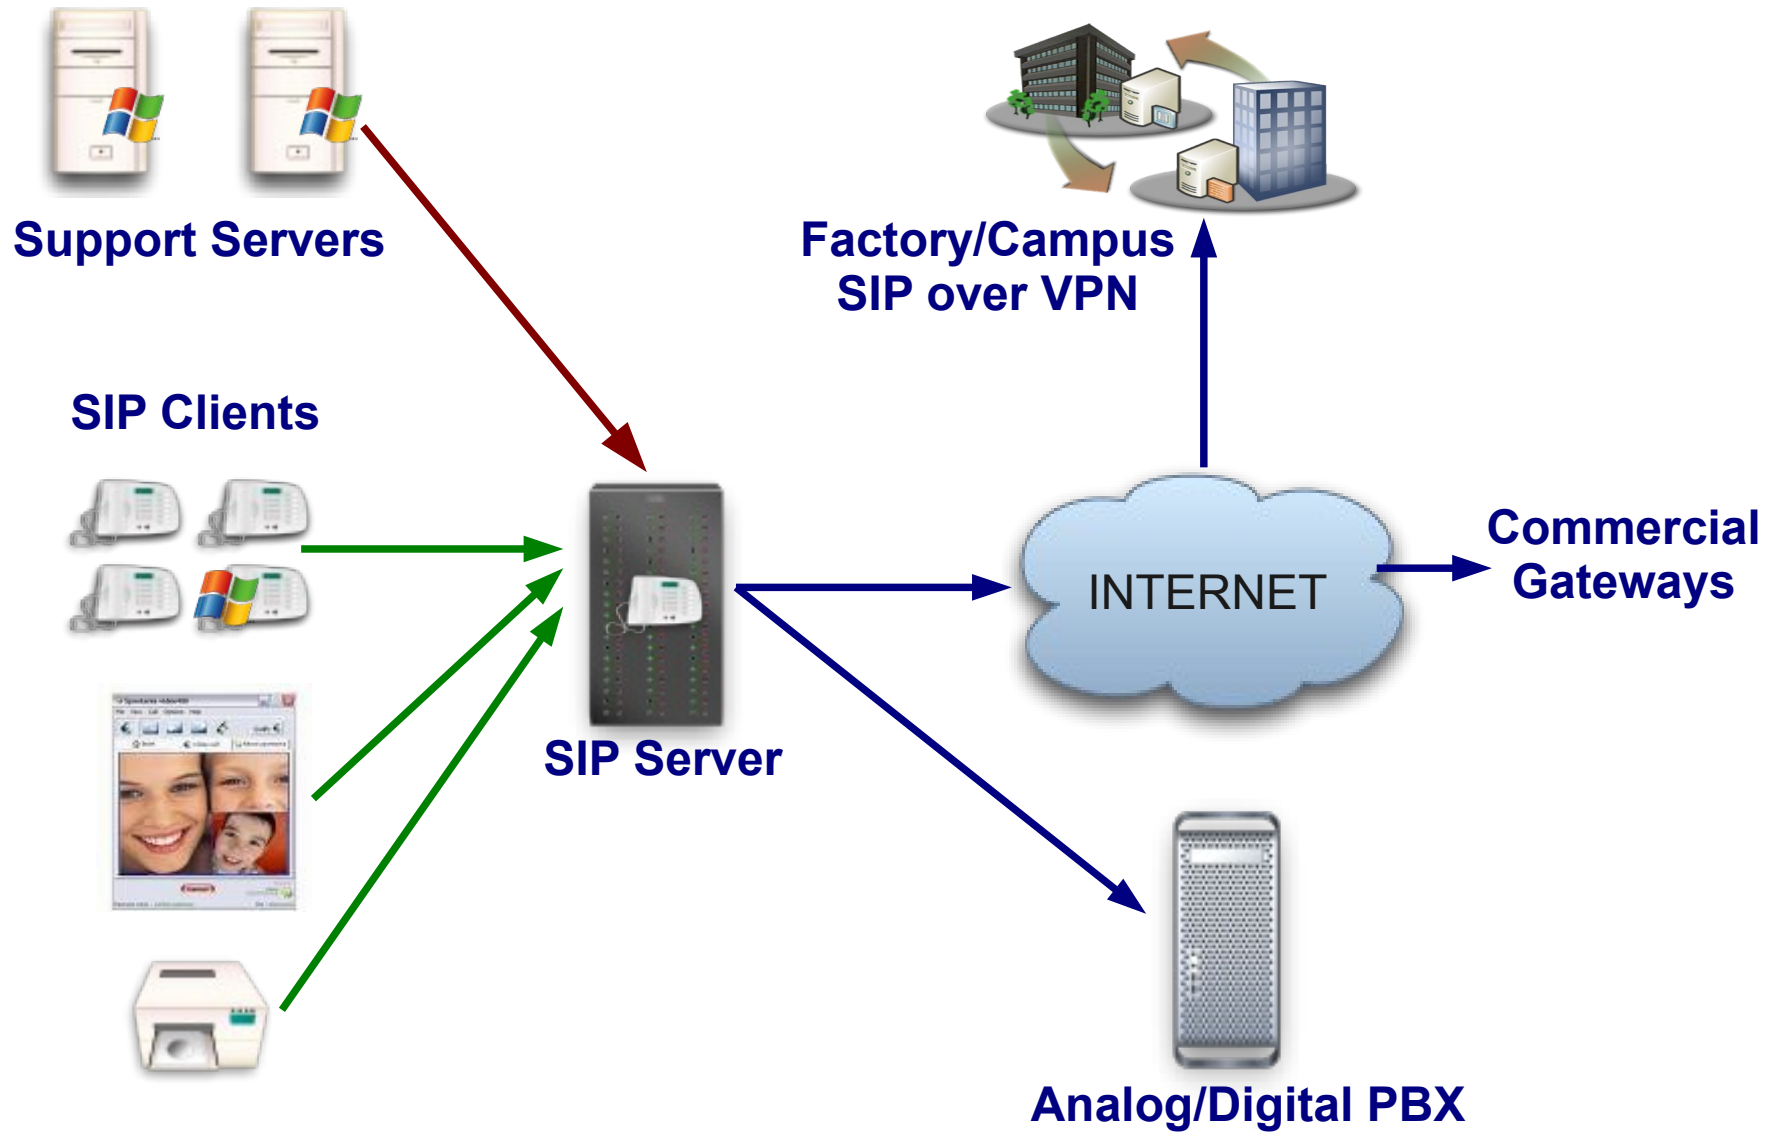 Support Servers
Factory/Campus
SIP over VPN
SIP Clients
Commercial
Gateways
INTERNET
SIP Server
Analog/Digital PBX